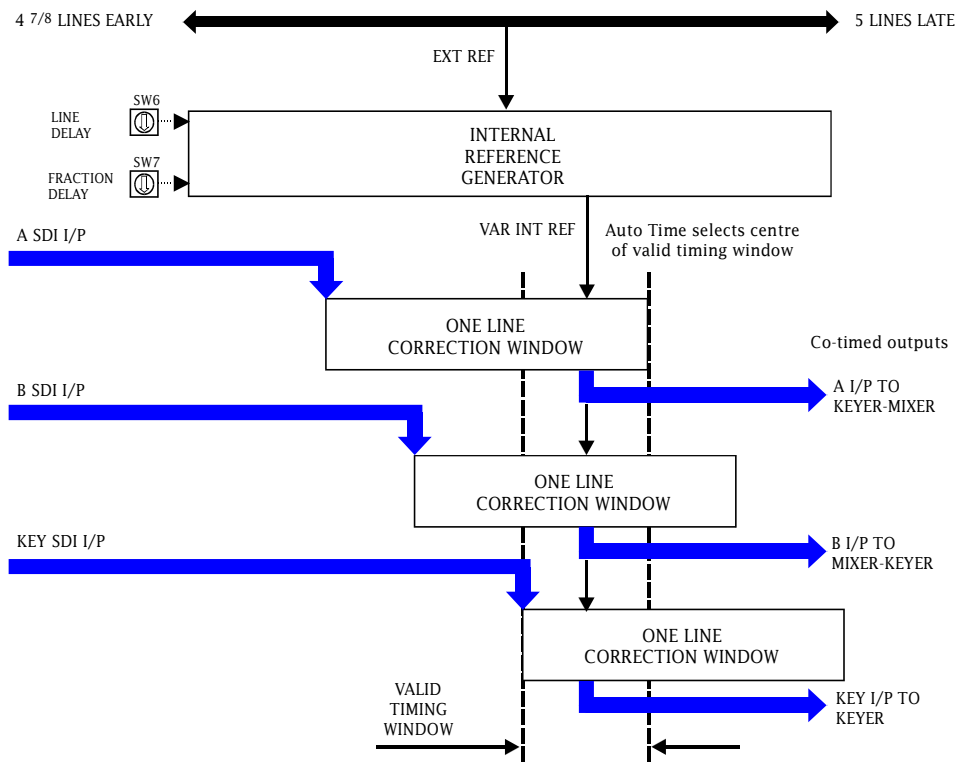 4 7/8 LINES EARLY
5 LINES LATE
EXT REF
SW6
LINE
DELAY
INTERNAL
REFERENCE
GENERATOR
SW7
FRACTION
DELAY
VAR INT REF
Auto Time selects centre
of valid timing window
A SDI I/P
ONE LINE
CORRECTION WINDOW
Co-timed outputs
A I/P TO
KEYER-MIXER
B SDI I/P
ONE LINE
CORRECTION WINDOW
B I/P TO
MIXER-KEYER
KEY SDI I/P
ONE LINE
CORRECTION WINDOW
KEY I/P TO
KEYER
VALID
TIMING
WINDOW